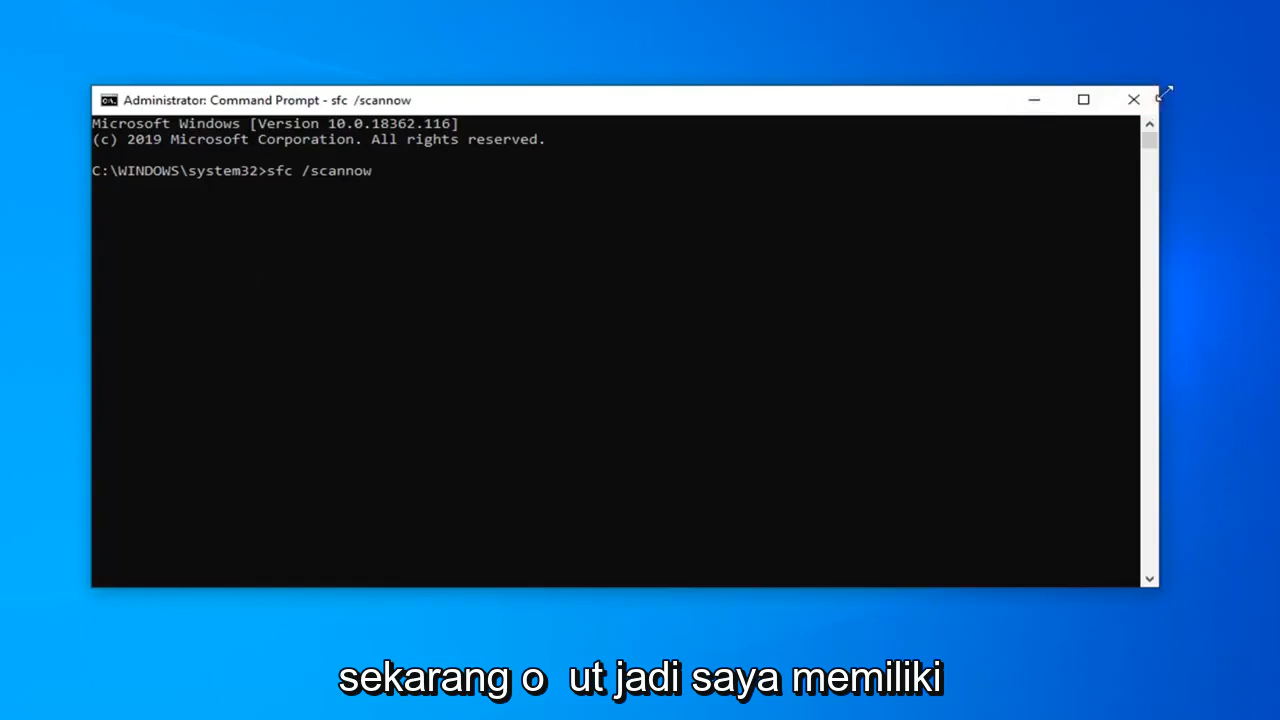 Administrator: Command Prompt - sfc /scannow
Microsoft Windows [Version 10.0.18362.116]
(c) 2019 Microsoft Corporation. All rights reserved.
C:\WINDOWS\system32>sfc /scannow
sekarang o ut jadi saya memiliki